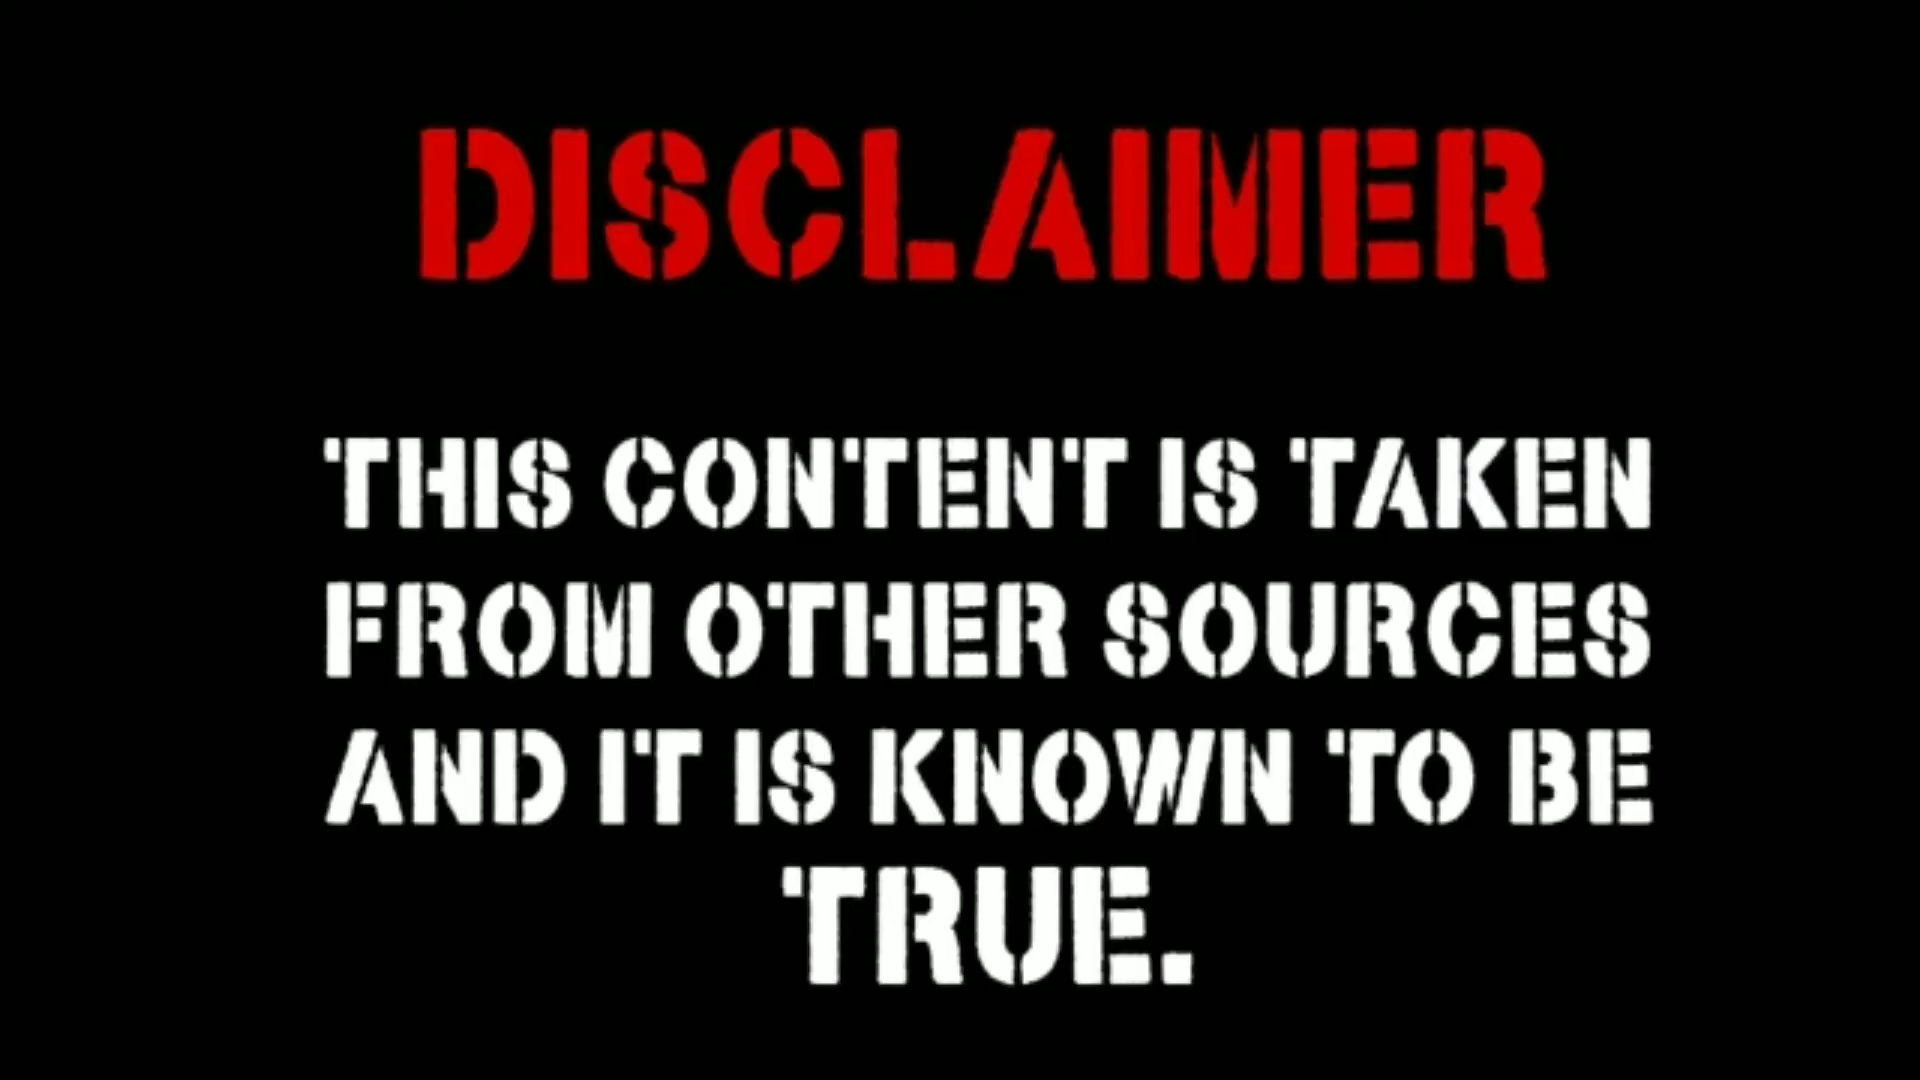 DISCLAIMER
THIS CONTENT IS TAKEN
FROM OTHER SOURCES
AND IT IS KNOWN TO BE
TRUE.